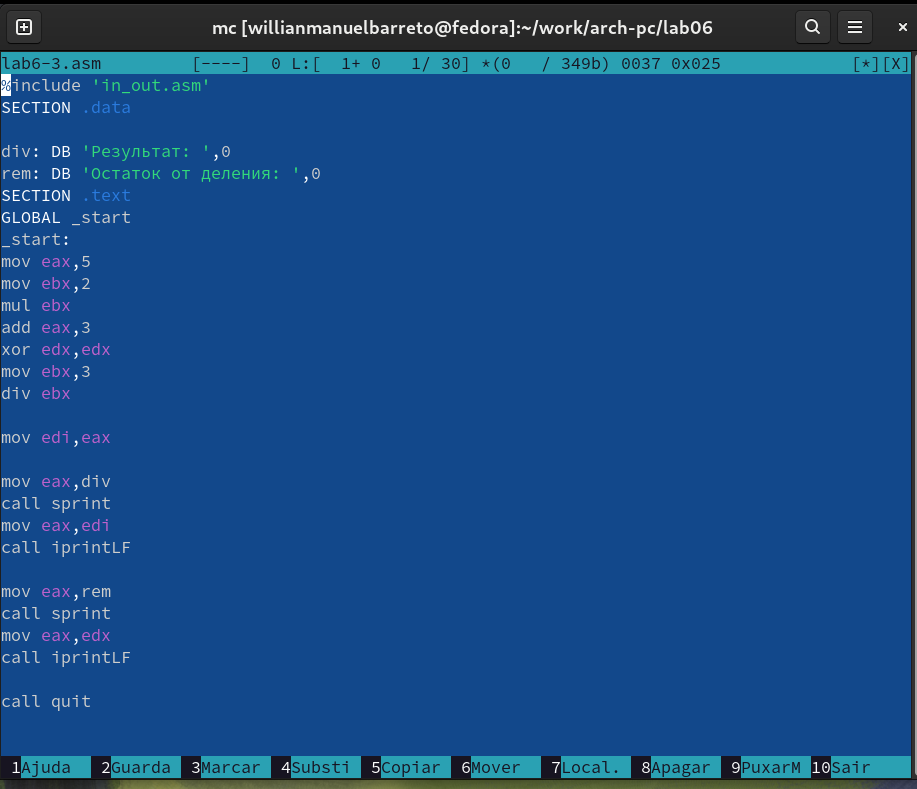 mc [willianmanuelbarreto@fedora]:~/work/arch-pc/lab06
lab6-3.asm [----] 0 L:[ 1+ 0 1/ 30] *(0 / 349b) 0037 0x025 [*][X]
%include 'in_out.asm'
SECTION .data
div: DB 'Результат: ',0
rem: DB 'Остаток от деления: ',0
SECTION .text
GLOBAL _start
_start:
mov eax,5
mov ebx,2
mul ebx
add eax,3
xor edx,edx
mov ebx,3
div ebx
mov edi,eax
mov eax,div
call sprint
mov eax,edi
call iprintLF
mov eax,rem
call sprint
mov eax,edx
call iprintLF
call quit
1Ajuda 2Guarda 3Marcar 4Substi 5Copiar 6Mover 7Local. 8Apagar 9PuxarM 10Sair